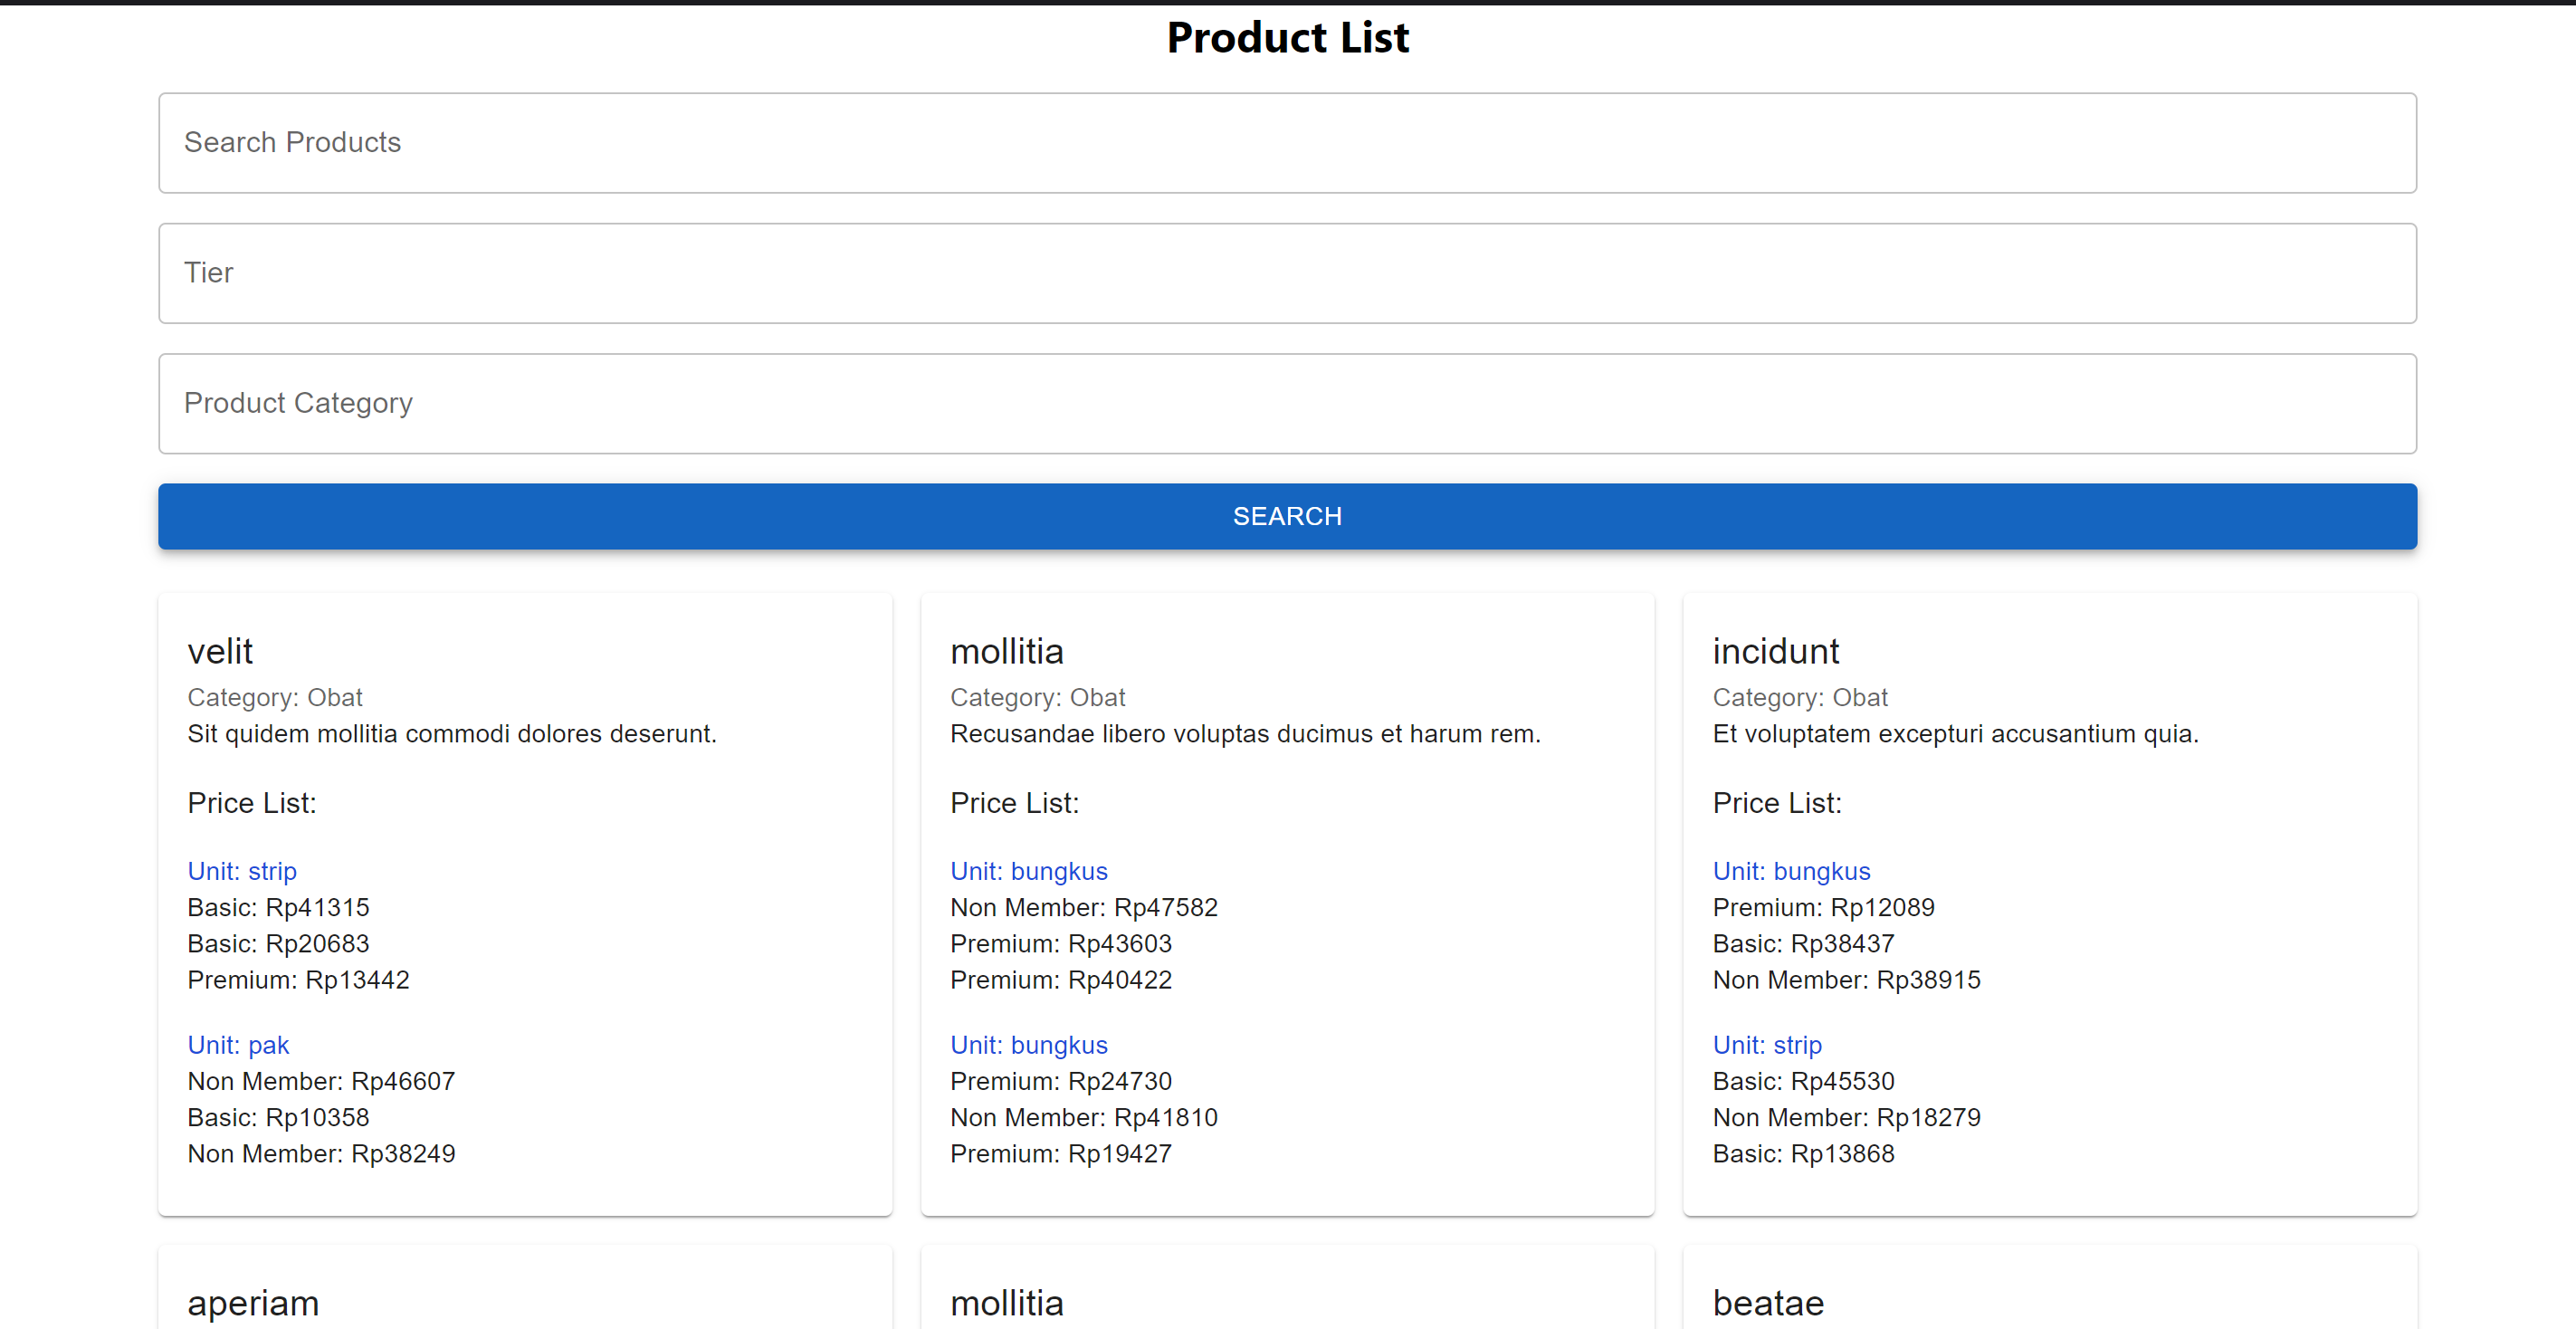 Product List
Search Products
Tier
Product Category
SEARCH
velit
Category: Obat
Sit quidem mollitia commodi dolores deserunt.
Price List:
Unit: strip
Basic: Rp41315
Basic: Rp20683
Premium: Rp13442
Unit: pak
Non Member: Rp46607
Basic: Rp10358
Non Member: Rp38249
mollitia
Category: Obat
Recusandae libero voluptas ducimus et harum rem.
Price List:
Unit: bungkus
Non Member: Rp47582
Premium: Rp43603
Premium: Rp40422
Unit: bungkus
Premium: Rp24730
Non Member: Rp41810
Premium: Rp19427
incidunt
Category: Obat
Et voluptatem excepturi accusantium quia.
Price List:
Unit: bungkus
Premium: Rp12089
Basic: Rp38437
Non Member: Rp38915
Unit: strip
Basic: Rp45530
Non Member: Rp18279
Basic: Rp13868
aperiam
mollitia
beatae